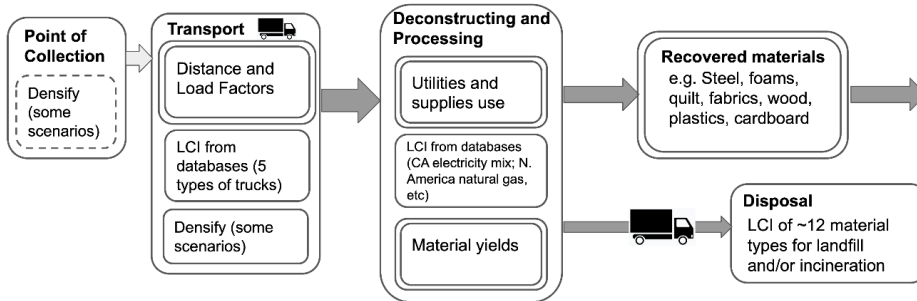 Point of
Collection
Densify
(some
scenarios)
Transport
Distance and
Load Factors
LCI from
databases (5
types of trucks)
Densify (some
scenarios)
Deconstructing and
Processing
Utilities and
supplies use
LCI from databases
(CA electricity mix; N.
America natural gas,
etc)
Material yields
Recovered materials
e.g. Steel, foams,
quilt, fabrics, wood,
plastics, cardboard
Disposal
LCI of ~12 material
types for landfill
and/or incineration